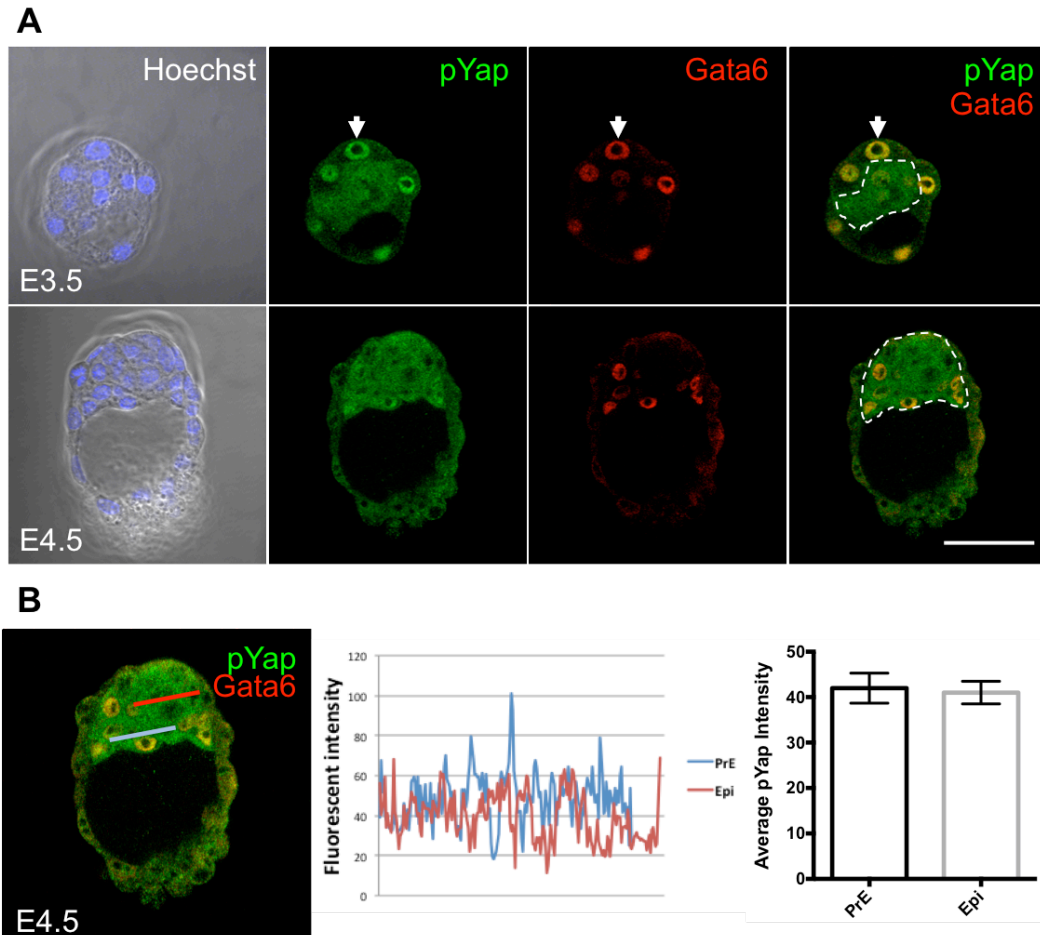 A
Hoechst
pYap
Gata6
pYap
Gata6
E3.5
E4.5
B
pYap
Gata6
E4.5
Fluorescent intensity
120
100
80
60
40
20
0
PrE
Epi
Average pYap Intensity
50
40
30
20
10
0
PrE
Epi